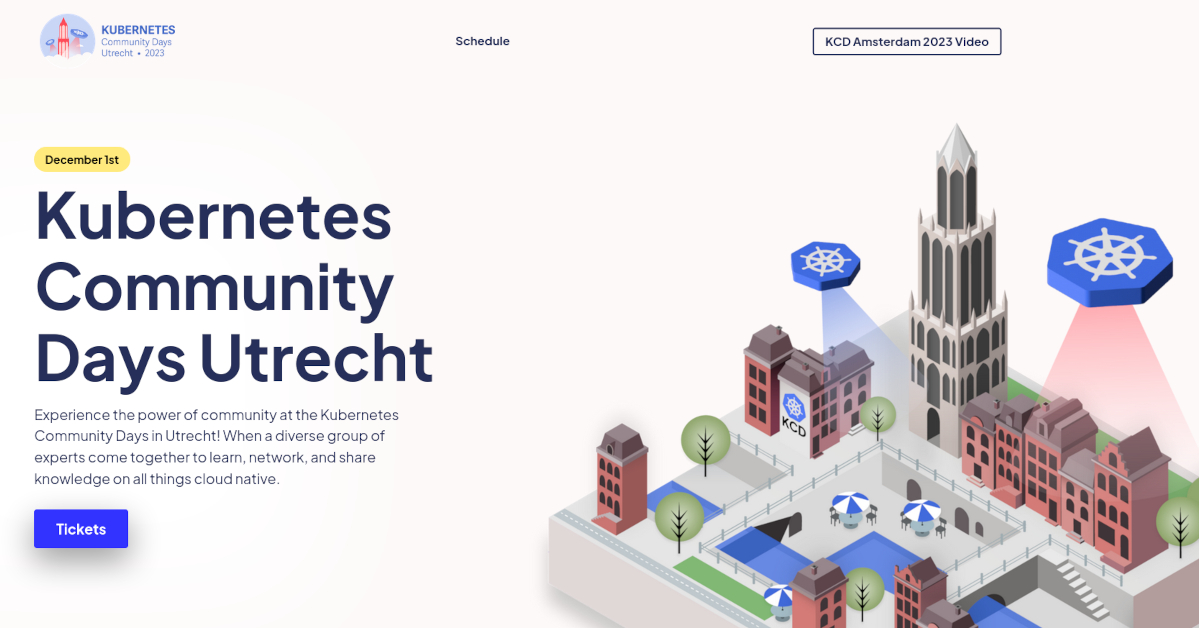 KUBERNETES
Community Days
Utrecht • 2023
Schedule
KCD Amsterdam 2023 Video
December 1st
Kubernetes
Community
Days Utrecht
Experience the power of community at the Kubernetes
Community Days in Utrecht! When a diverse group of
experts come together to learn, network, and share
knowledge on all things cloud native.
Tickets
KCD